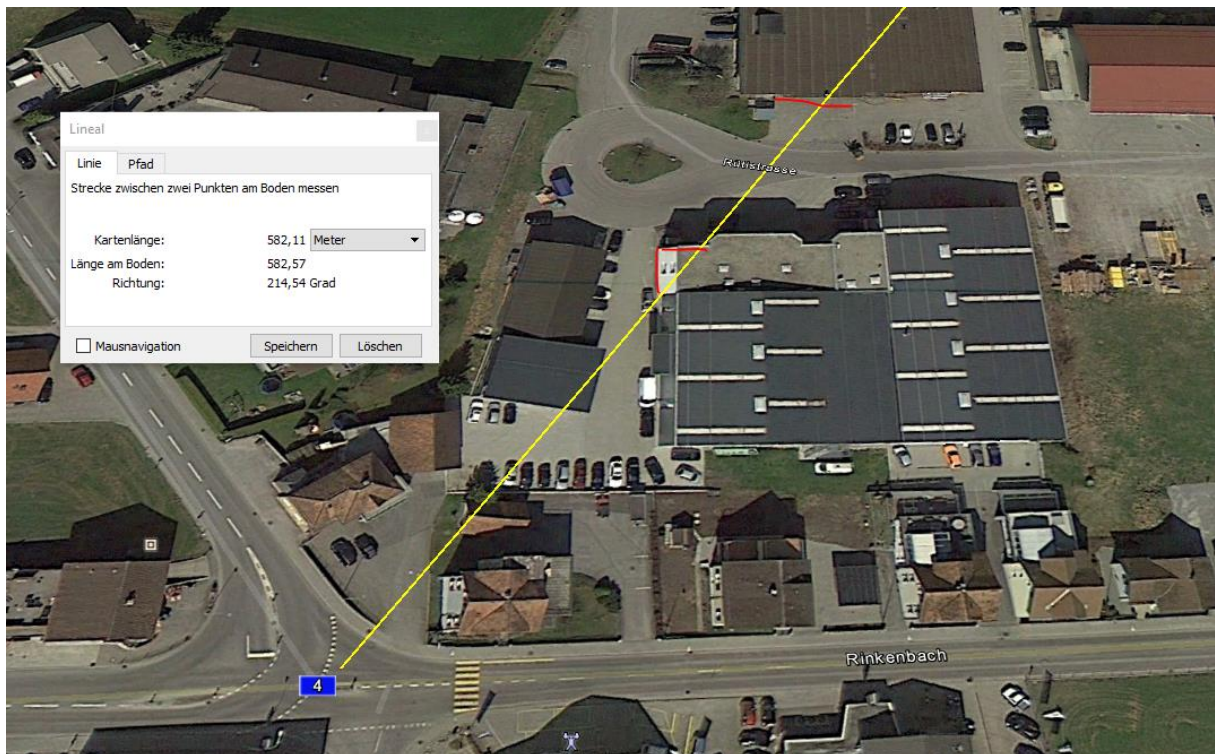 Lineal
Linie Pfad
Strecke zwischen zwei Punkten am Boden messen
Kartenlänge: 582,11 Meter
Länge am Boden: 582,57
Richtung: 214,54 Grad
Mausnavigation Speichern Löschen
Rütistrasse
Rinkenbach
4